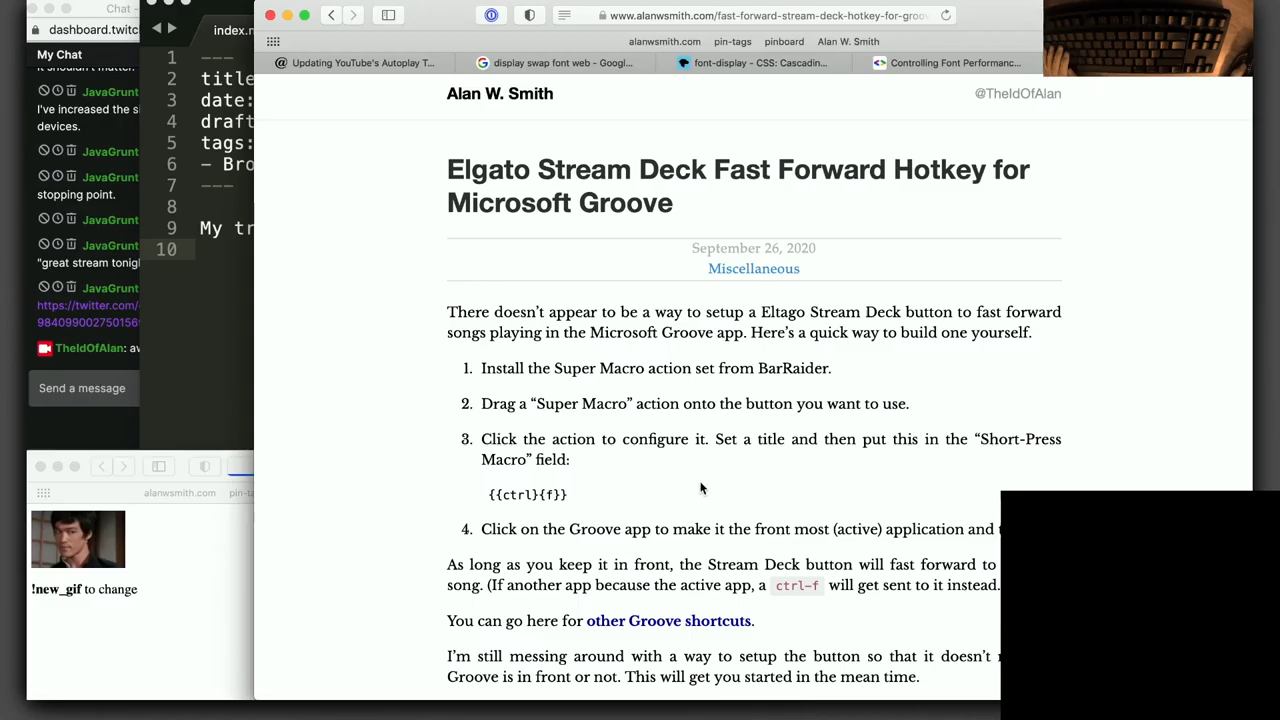 Chat -
dashboard.twitc
My Chat
JavaGrunt
I've increased the si
devices.
JavaGrunt
JavaGrunt
stopping point.
JavaGrunt
JavaGrunt
"great stream tonigh
JavaGrunt
https://twitter.com/
984099002750156
TheIdOfAlan: aw
Send a message
index.n
1 ---
2 title
3 date:
4 draft
5 tags:
6 - Bro
7 ---
8
9 My tr
10
alanwsmith.com pin-ta
!new_gif to change
www.alanwsmith.com/fast-forward-stream-deck-hotkey-for-groov
alanwsmith.com pin-tags pinboard Alan W. Smith
Updating YouTube's Autoplay T... display swap font web - Googl... font-display - CSS: Cascadin... Controlling Font Performanc...
Alan W. Smith @TheIdOfAlan
Elgato Stream Deck Fast Forward Hotkey for
Microsoft Groove
September 26, 2020
Miscellaneous
There doesn't appear to be a way to setup a Eltago Stream Deck button to fast forward
songs playing in the Microsoft Groove app. Here's a quick way to build one yourself.
1. Install the Super Macro action set from BarRaider.
2. Drag a “Super Macro” action onto the button you want to use.
3. Click the action to configure it. Set a title and then put this in the “Short-Press
Macro” field:
{{ctrl}{f}}
4. Click on the Groove app to make it the front most (active) application and t
As long as you keep it in front, the Stream Deck button will fast forward to
song. (If another app because the active app, a ctrl-f will get sent to it instead.
You can go here for other Groove shortcuts.
I'm still messing around with a way to setup the button so that it doesn't
Groove is in front or not. This will get you started in the mean time.